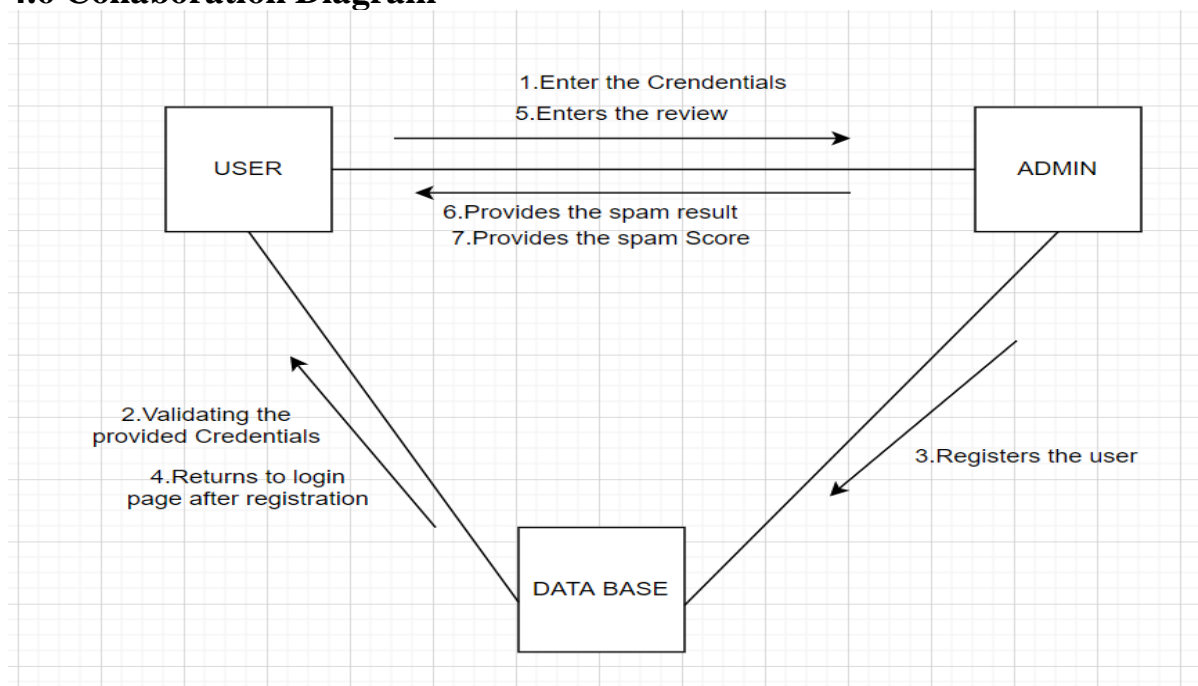 4.6 Collaboration Diagram
1.Enter the Crendentials
5.Enters the review
USER
ADMIN
6.Provides the spam result
7.Provides the spam Score
2.Validating the
provided Credentials
4.Returns to login
page after registration
3.Registers the user
DATA BASE